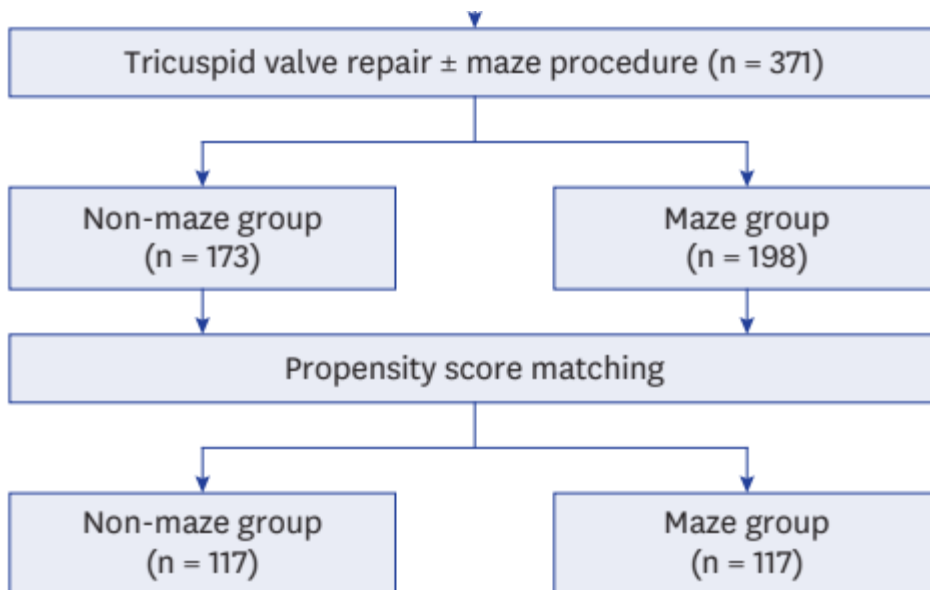 Tricuspid valve repair ± maze procedure (n = 371)
Non-maze group
(n = 173)
Maze group
(n = 198)
Propensity score matching
Non-maze group
(n = 117)
Maze group
(n = 117)